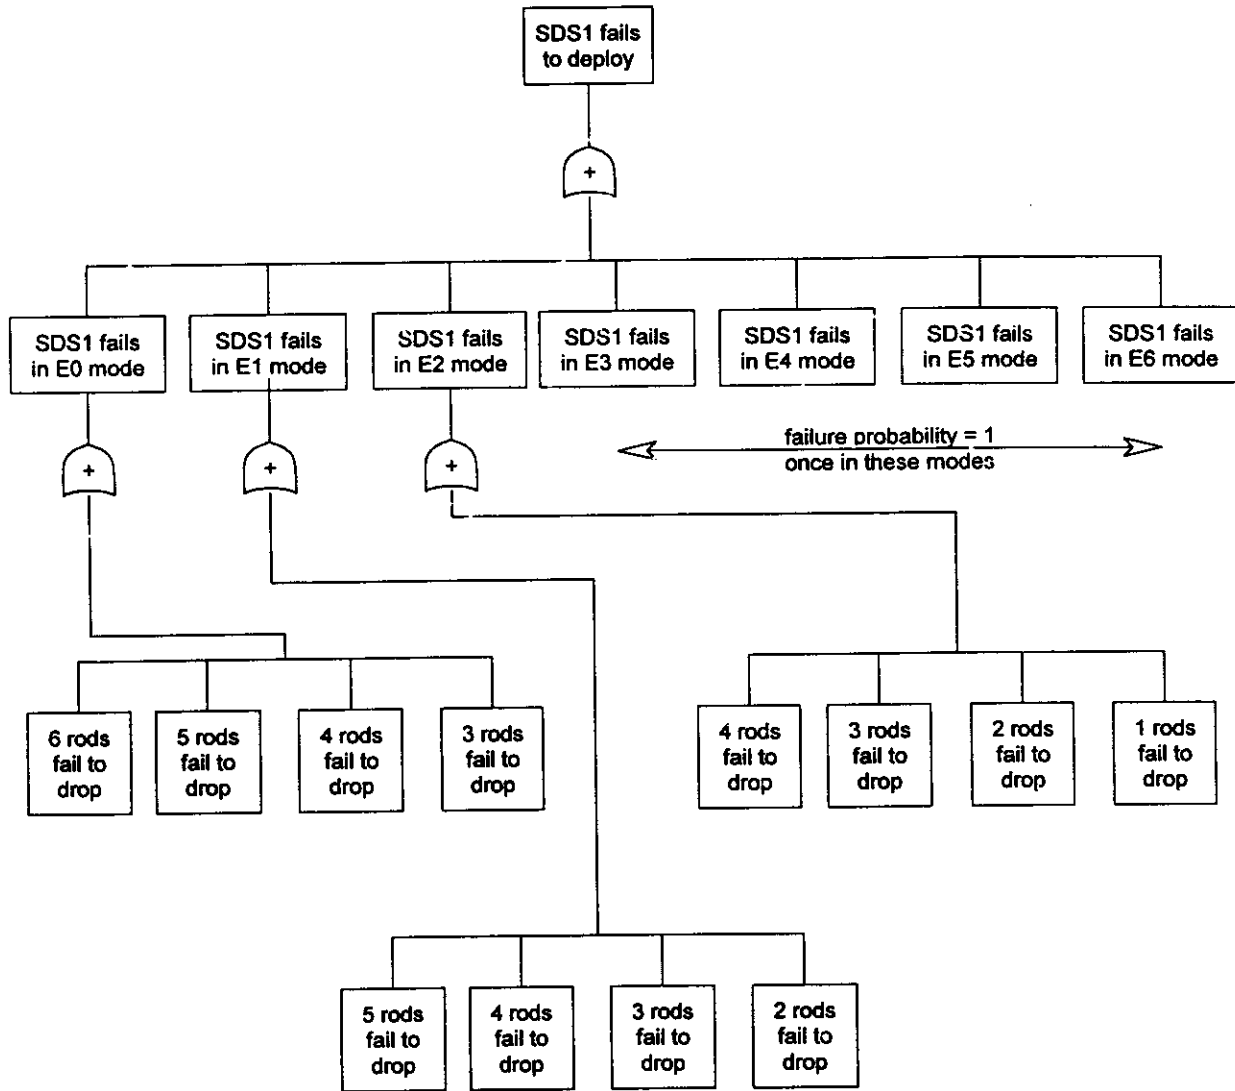 SDS1 fails
to deploy
+
SDS1 fails
in E0 mode
SDS1 fails
in E1 mode
SDS1 fails
in E2 mode
SDS1 fails
in E3 mode
SDS1 fails
in E4 mode
SDS1 fails
in E5 mode
SDS1 fails
in E6 mode
+
+
+
failure probability = 1
once in these modes
6 rods
fail to
drop
5 rods
fail to
drop
4 rods
fail to
drop
3 rods
fail to
drop
4 rods
fail to
drop
3 rods
fail to
drop
2 rods
fail to
drop
1 rods
fail to
drop
5 rods
fail to
drop
4 rods
fail to
drop
3 rods
fail to
drop
2 rods
fail to
drop